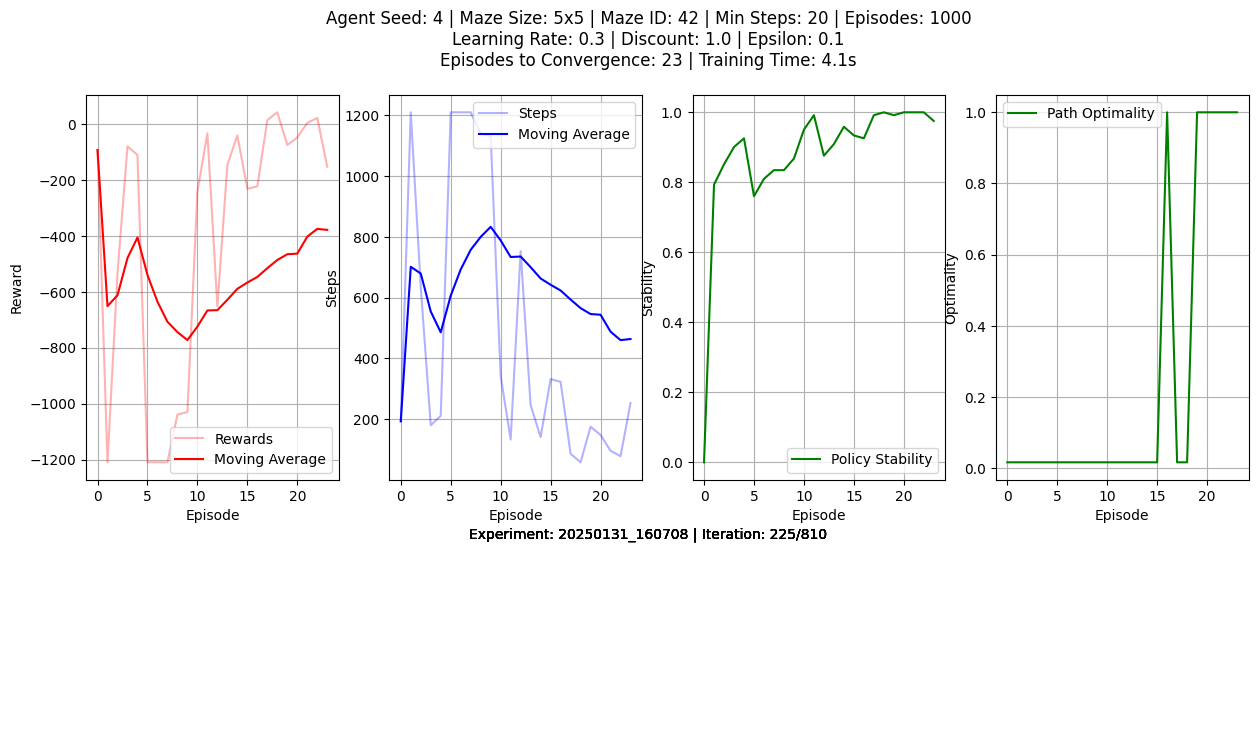 Agent Seed: 4 | Maze Size: 5x5 | Maze ID: 42 | Min Steps: 20 | Episodes: 1000
Learning Rate: 0.3 | Discount: 1.0 | Epsilon: 0.1
Episodes to Convergence: 23 | Training Time: 4.1s
Reward
0
−200
−400
−600
−800
−1000
−1200
Rewards
Moving Average
0 5 10 15 20
Episode
Steps
1200
1000
800
600
400
200
Steps
Moving Average
0 5 10 15 20
Episode
Stability
1.0
0.8
0.6
0.4
0.2
0.0
Policy Stability
0 5 10 15 20
Episode
Optimality
1.0
0.8
0.6
0.4
0.2
0.0
Path Optimality
0 5 10 15 20
Episode
Experiment: 20250131_160708 | Iteration: 225/810